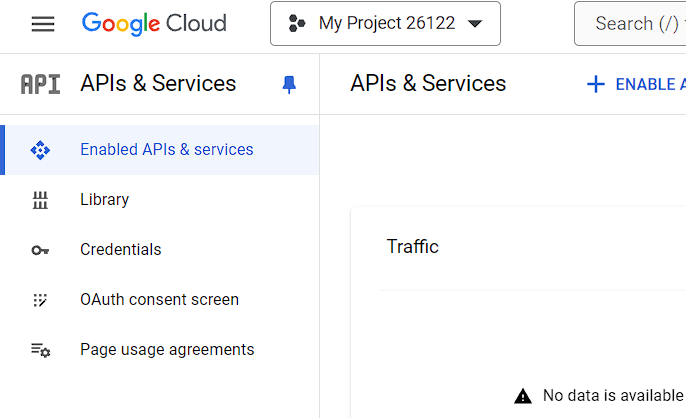 Google Cloud
My Project 26122
Search (/)
API
APIs & Services
APIs & Services
ENABLE A
Enabled APIs & services
Library
Credentials
OAuth consent screen
Page usage agreements
Traffic
No data is available